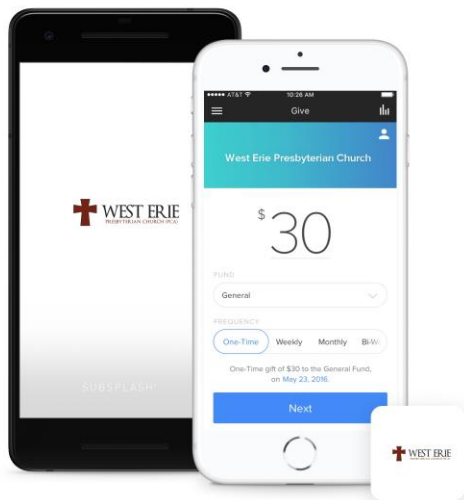 WEST ERIE
PRESBYTERIAN CHURCH (PCA)
SUBSPLASH
AT&T 10:26 AM
Give
West Erie Presbyterian Church
$30
FUND
General
FREQUENCY
One-Time Weekly Monthly Bi-We
One-Time gift of $30 to the General Fund,
on May 23, 2016.
Next
WEST ERIE